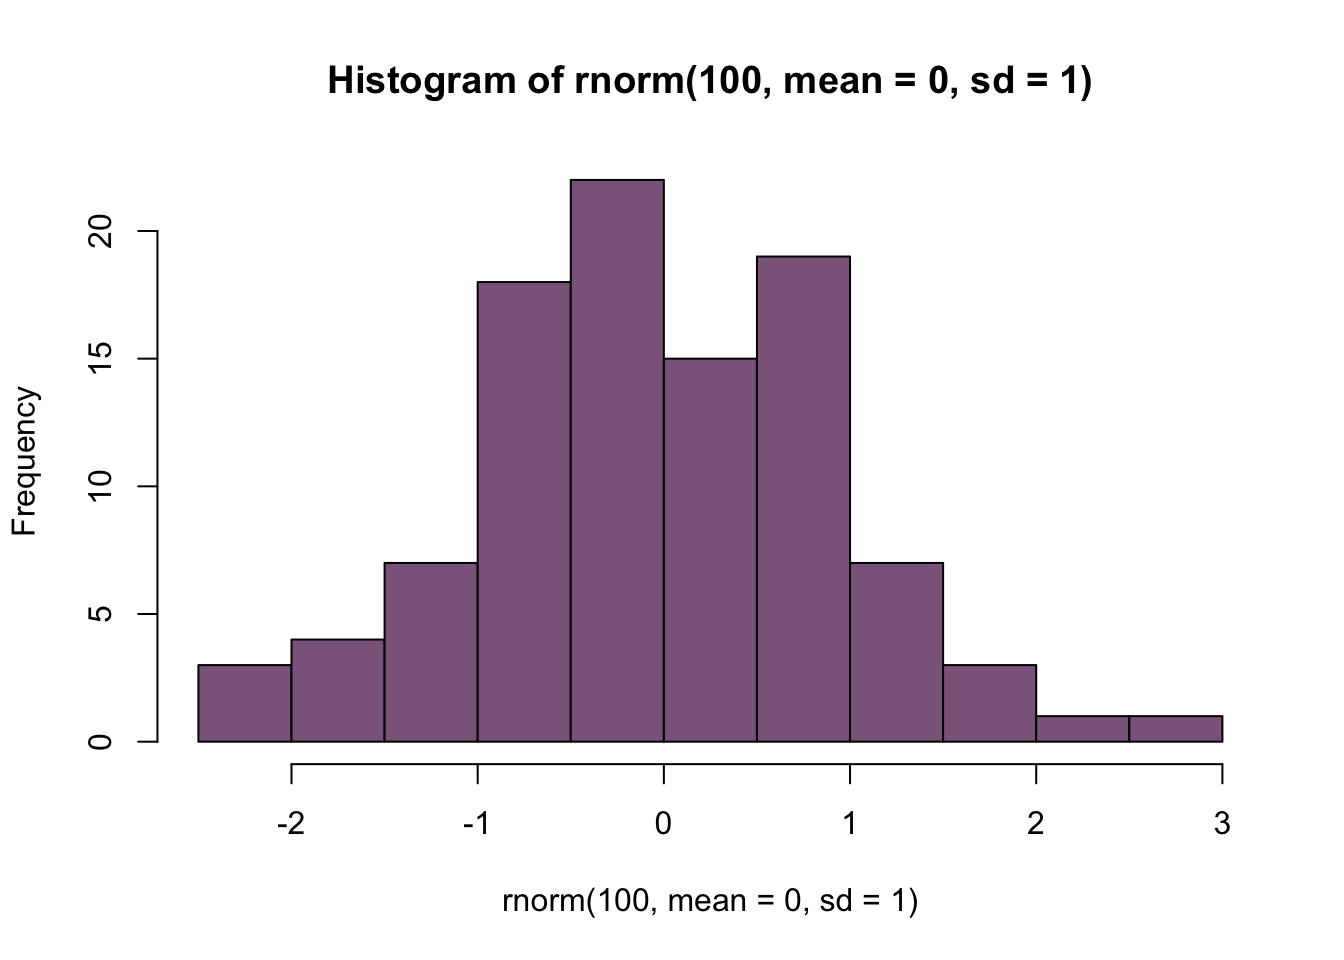 Histogram of rnorm(100, mean = 0, sd = 1)
Frequency
20
15
10
5
0
-2 -1 0 1 2 3
rnorm(100, mean = 0, sd = 1)